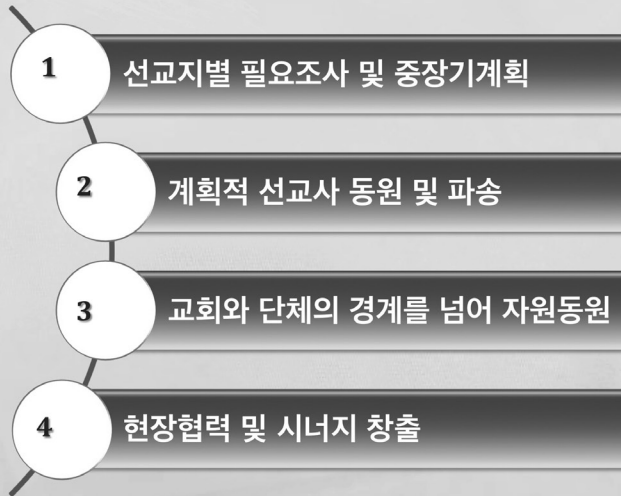 1 선교지별 필요조사 및 중장기계획
2 계획적 선교사 동원 및 파송
3 교회와 단체의 경계를 넘어 자원동원
4 현장협력 및 시너지 창출